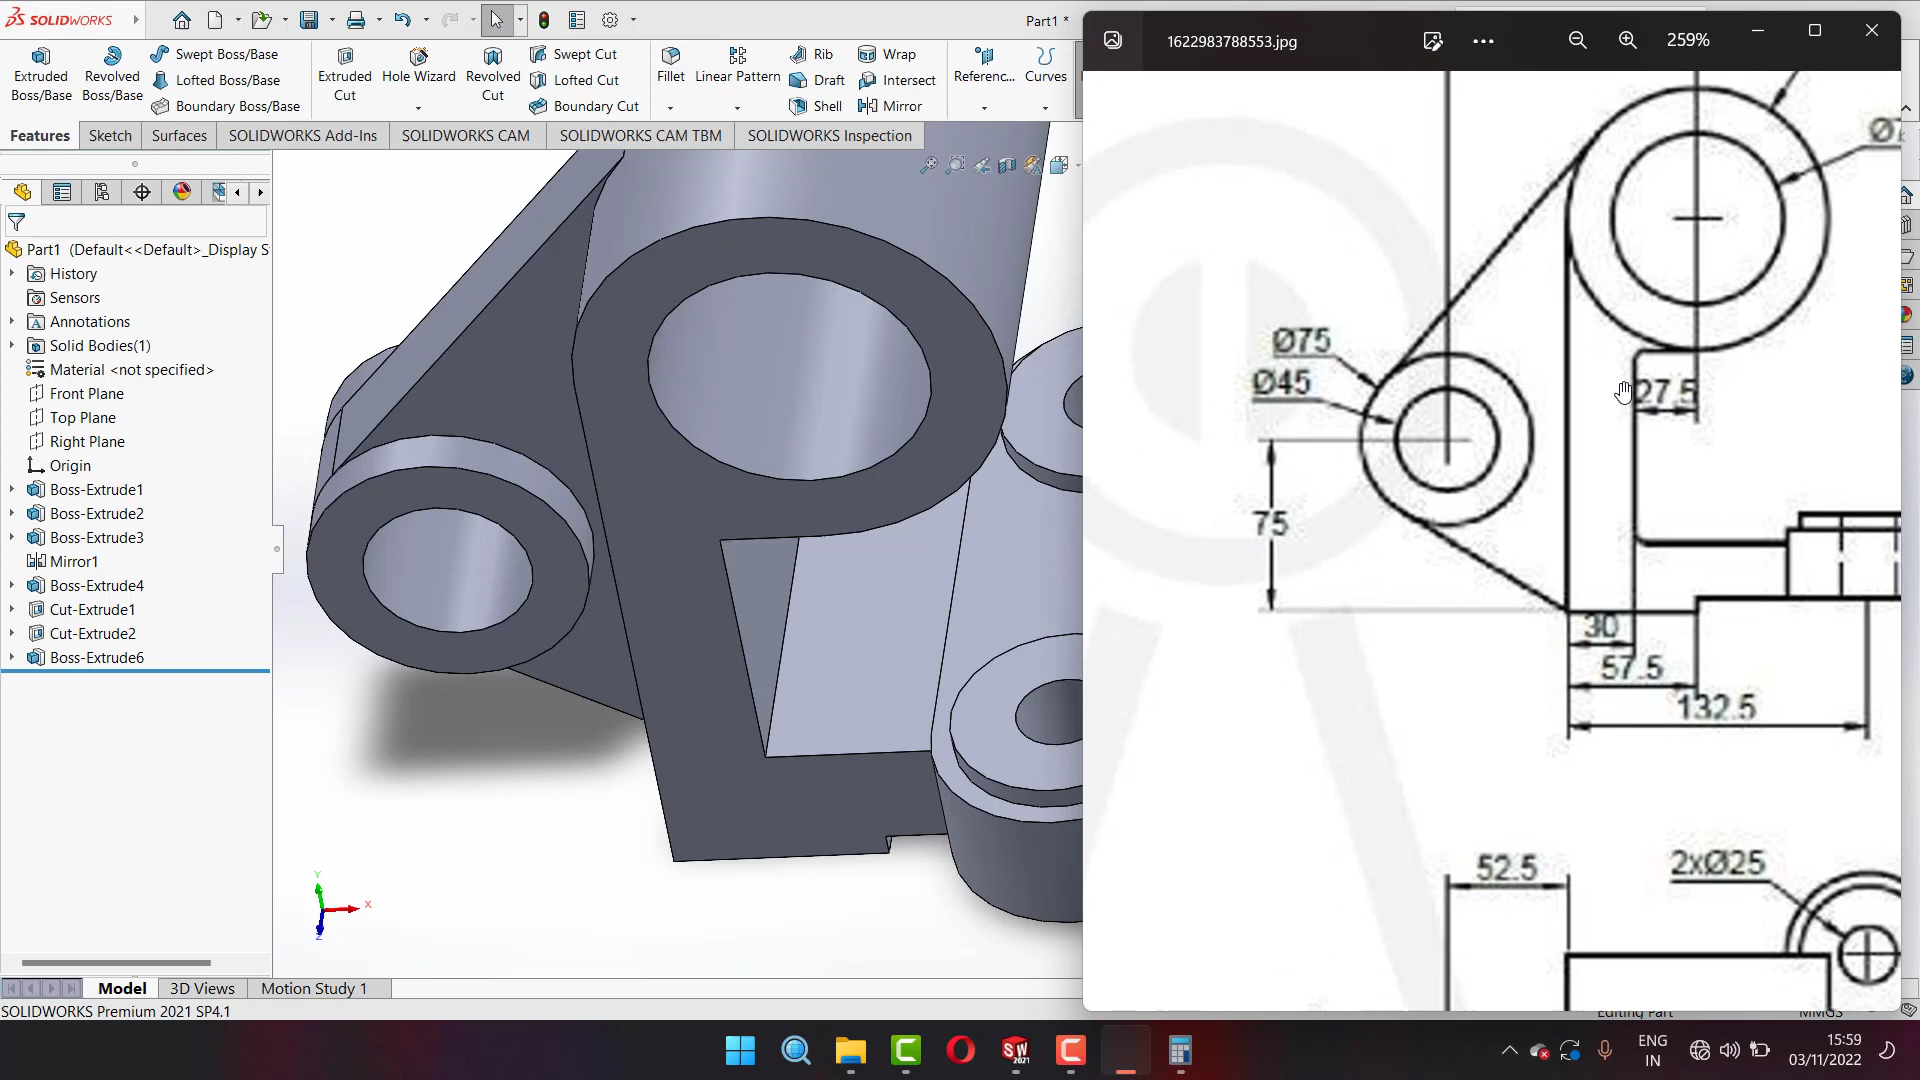 SOLIDWORKS
Part1 *
1622983788553.jpg
259%
Extruded Boss/Base
Revolved Boss/Base
Swept Boss/Base
Lofted Boss/Base
Boundary Boss/Base
Extruded Cut
Hole Wizard
Revolved Cut
Swept Cut
Lofted Cut
Boundary Cut
Fillet
Linear Pattern
Rib
Draft
Shell
Wrap
Intersect
Mirror
Referenc...
Curves
Features
Sketch
Surfaces
SOLIDWORKS Add-Ins
SOLIDWORKS CAM
SOLIDWORKS CAM TBM
SOLIDWORKS Inspection
Part1 (Default<<Default>_Display S
History
Sensors
Annotations
Solid Bodies(1)
Material <not specified>
Front Plane
Top Plane
Right Plane
Origin
Boss-Extrude1
Boss-Extrude2
Boss-Extrude3
Mirror1
Boss-Extrude4
Cut-Extrude1
Cut-Extrude2
Boss-Extrude6
Y
X
Z
Ø75
Ø45
27.5
75
30
57.5
132.5
52.5
2xØ25
Model
3D Views
Motion Study 1
SOLIDWORKS Premium 2021 SP4.1
Editing Part
MMGS
ENG
IN
15:59
03/11/2022